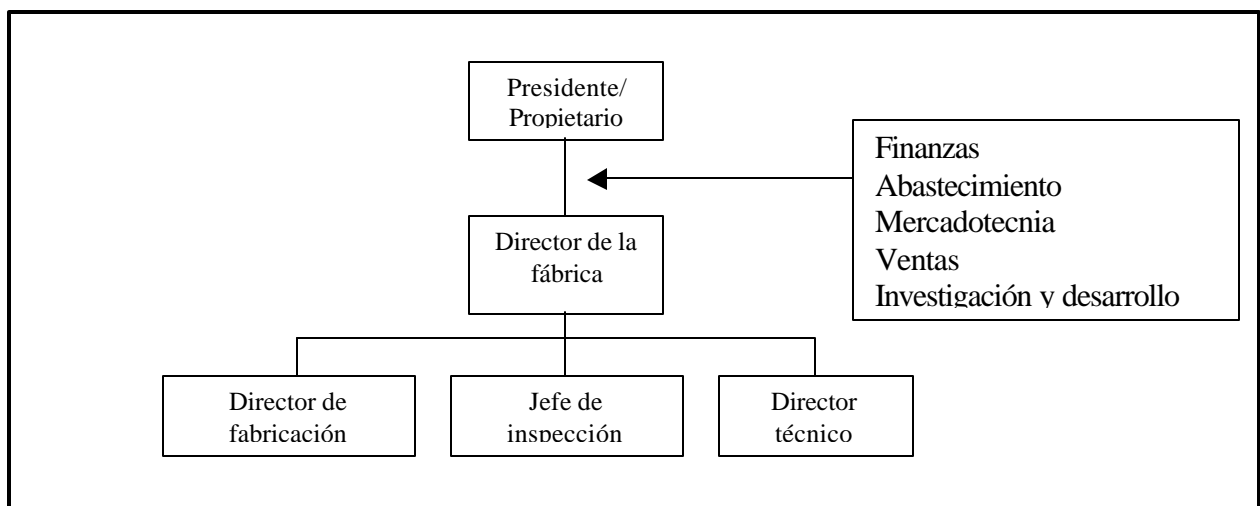 Presidente/
Propietario
Finanzas
Abastecimiento
Mercadotecnia
Ventas
Investigación y desarrollo
Director de la
fábrica
Director de
fabricación
Jefe de
inspección
Director
técnico